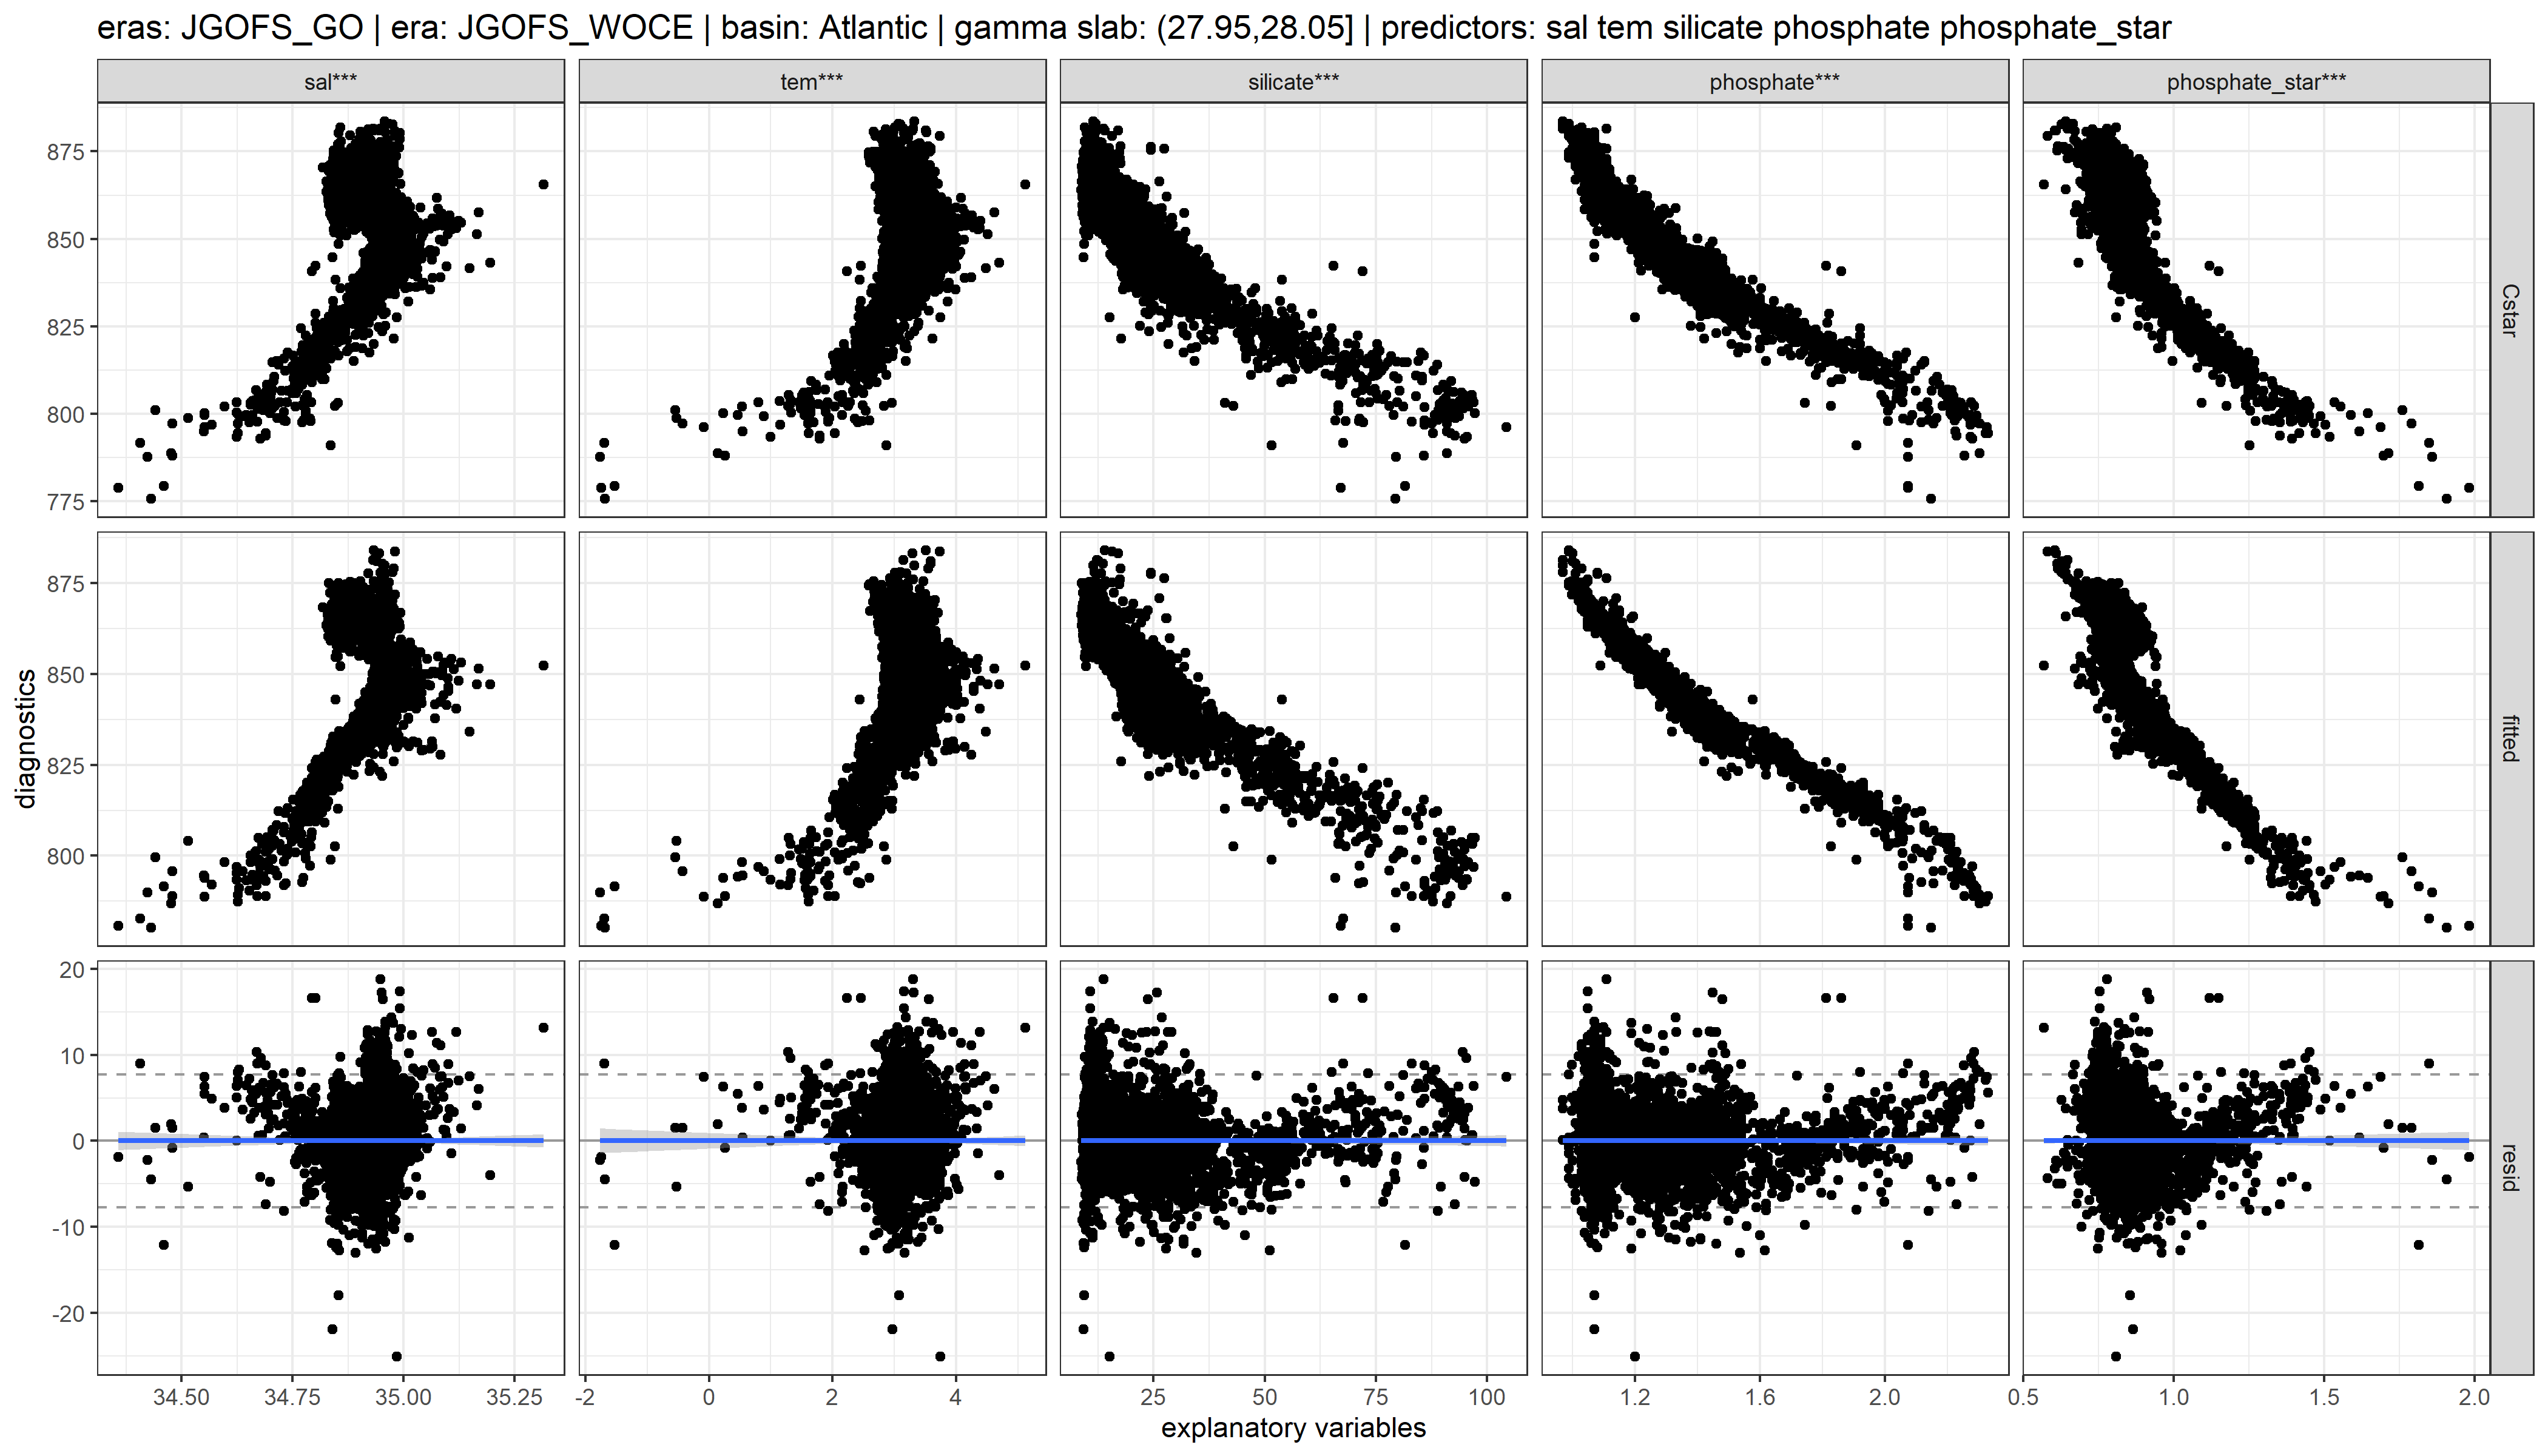 eras: JGOFS_GO | era: JGOFS_WOCE | basin: Atlantic | gamma slab: (27.95,28.05] | predictors: sal tem silicate phosphate phosphate_star
sal*** tem*** silicate*** phosphate*** phosphate_star***
875
850
825
800
775
Cstar
875
850
825
800
fitted
diagnostics
20
10
0
-10
-20
resid
34.50 34.75 35.00 35.25 -2 0 2 4 25 50 75 100 1.2 1.6 2.0 0.5 1.0 1.5 2.0
explanatory variables